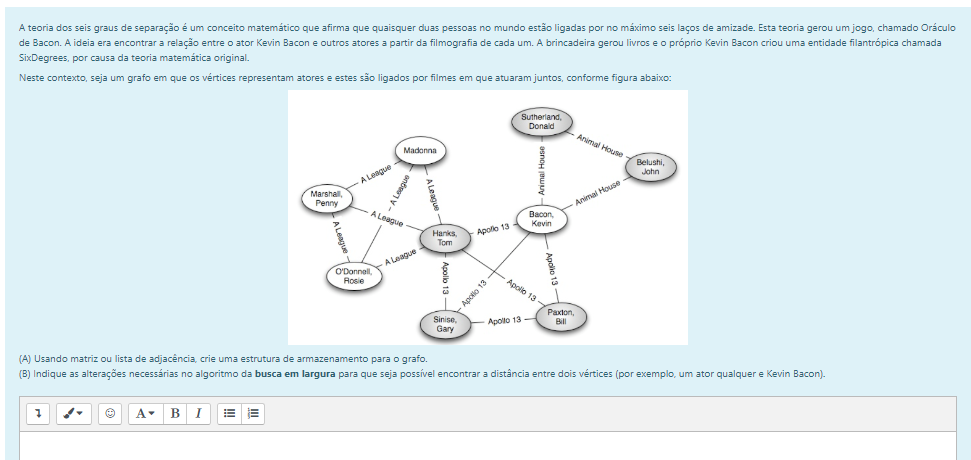 A teoria dos seis graus de separação é um conceito matemático que afirma que quaisquer duas pessoas no mundo estão ligadas por no máximo seis laços de amizade. Esta teoria gerou um jogo, chamado Oráculo
de Bacon. A ideia era encontrar a relação entre o ator Kevin Bacon e outros atores a partir da filmografia de cada um. A brincadeira gerou livros e o próprio Kevin Bacon criou uma entidade filantrópica chamada
SixDegrees, por causa da teoria matemática original.
Neste contexto, seja um grafo em que os vértices representam atores e estes são ligados por filmes em que atuaram juntos, conforme figura abaixo:
Sutherland,
Donald
Animal House
Madonna
Belushi,
John
A League
A League
A League
Animal House
Animal House
Marshall,
Penny
A League
Bacon,
Kevin
Hanks,
Tom
Apollo 13
A League
A League
O'Donnell,
Rosie
Apollo 13
Apollo 13
Apollo 13
Apollo 13
Sinise,
Gary
Apollo 13
Paxton,
Bill
(A) Usando matriz ou lista de adjacência, crie uma estrutura de armazenamento para o grafo.
(B) Indique as alterações necessárias no algoritmo da busca em largura para que seja possível encontrar a distância entre dois vértices (por exemplo, um ator qualquer e Kevin Bacon).
A B I